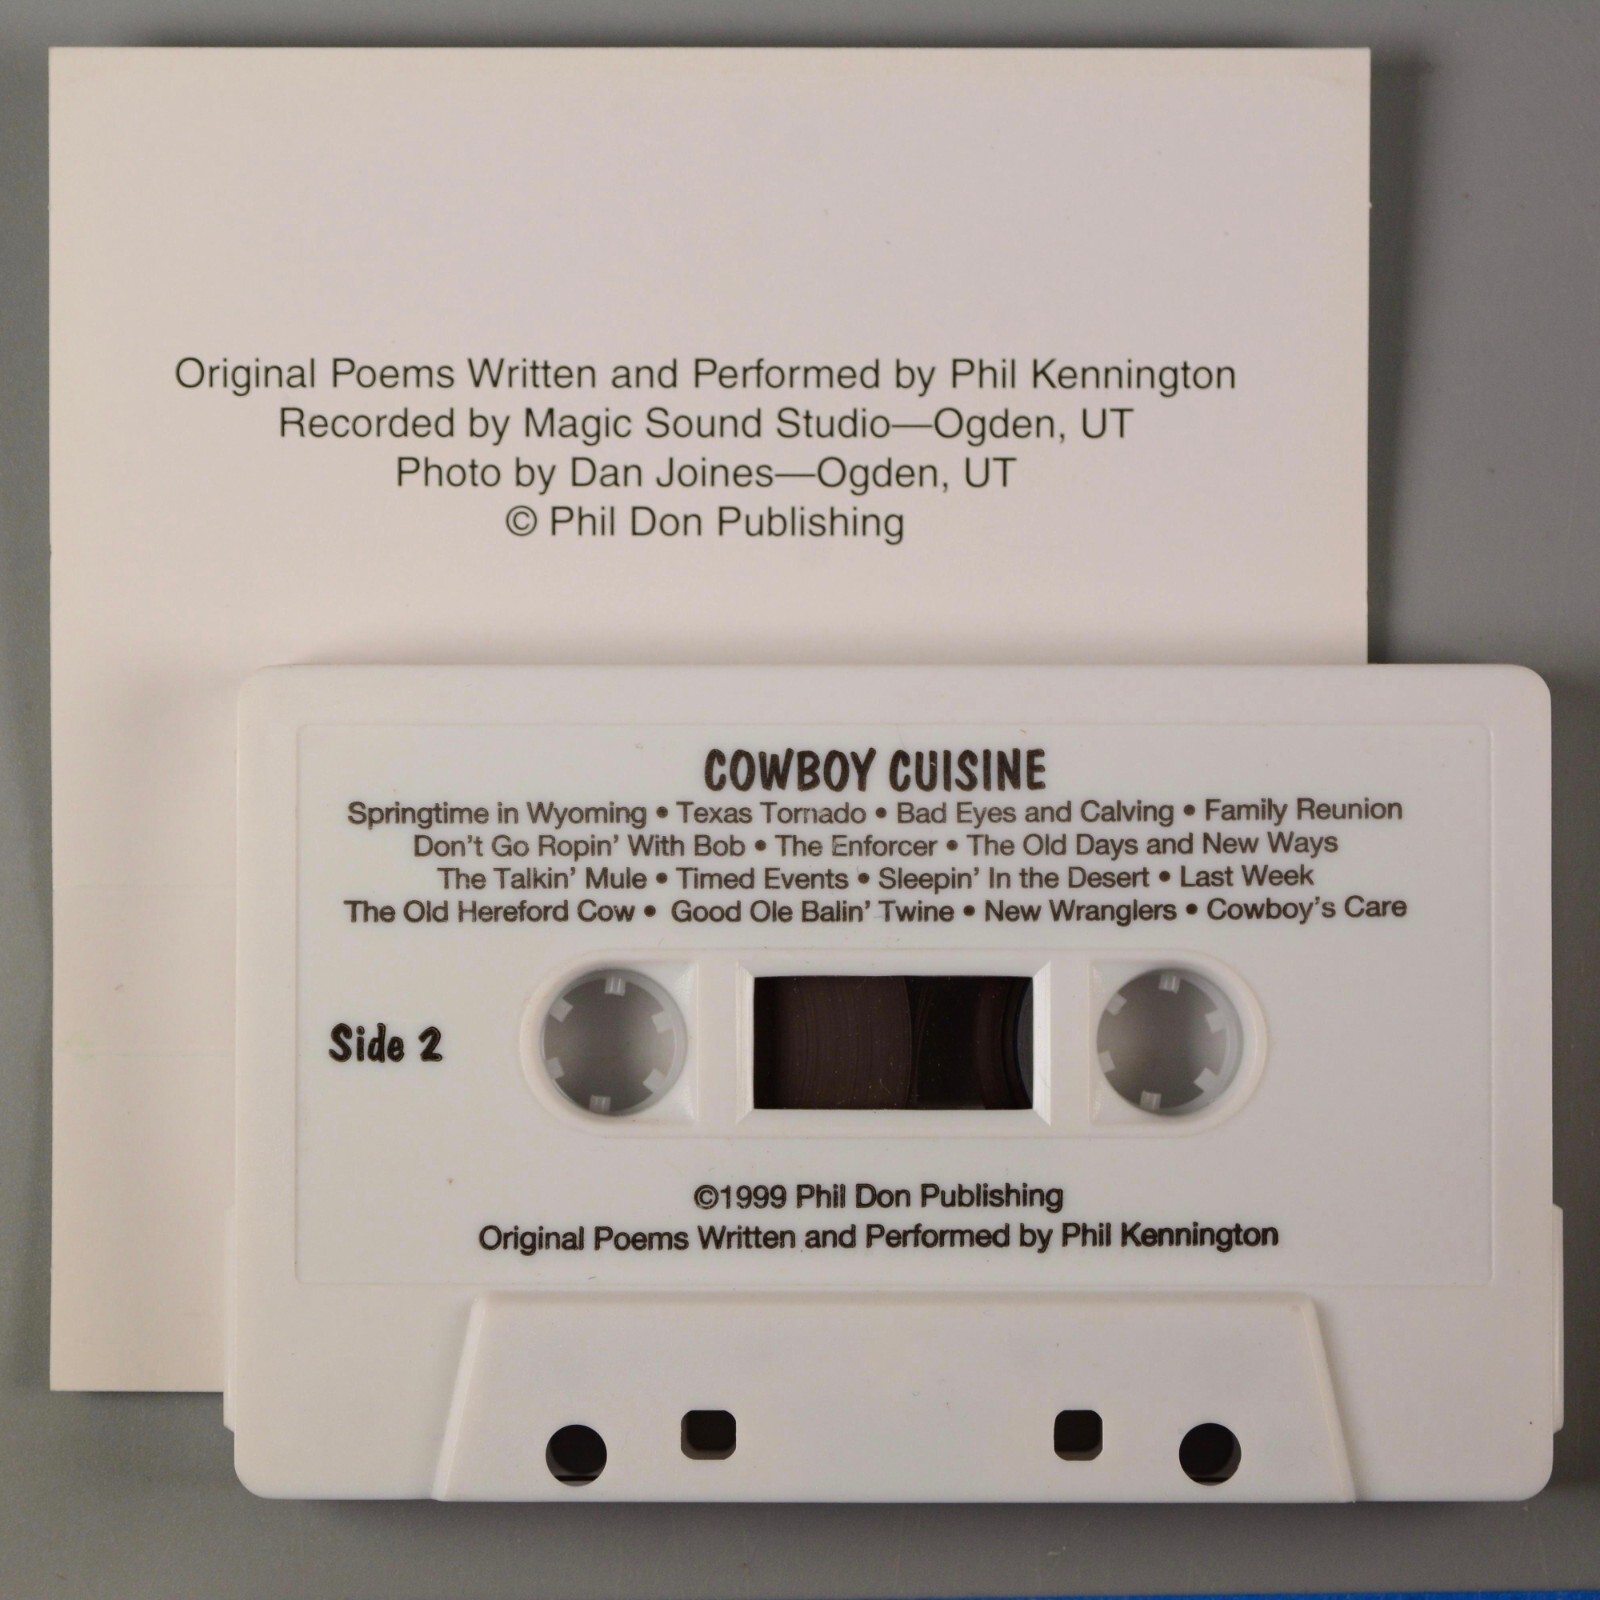 Original Poems Written and Performed by Phil Kennington
Recorded by Magic Sound Studio—Ogden, UT
Photo by Dan Joines—Ogden, UT
© Phil Don Publishing
COWBOY CUISINE
Springtime in Wyoming • Texas Tornado • Bad Eyes and Calving • Family Reunion
Don't Go Ropin' With Bob • The Enforcer • The Old Days and New Ways
The Talkin' Mule • Timed Events • Sleepin' In the Desert • Last Week
The Old Hereford Cow • Good Ole Balin' Twine • New Wranglers • Cowboy's Care
Side 2
©1999 Phil Don Publishing
Original Poems Written and Performed by Phil Kennington